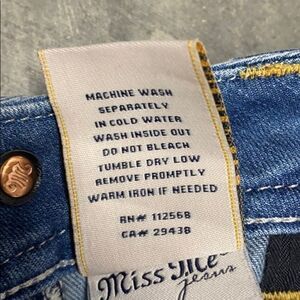 MACHINE WASH
SEPARATELY
IN COLD WATER
WASH INSIDE OUT
DO NOT BLEACH
TUMBLE DRY LOW
REMOVE PROMPTLY
WARM IRON IF NEEDED
RN# 112568
CA# 29438
Miss Me
jeans